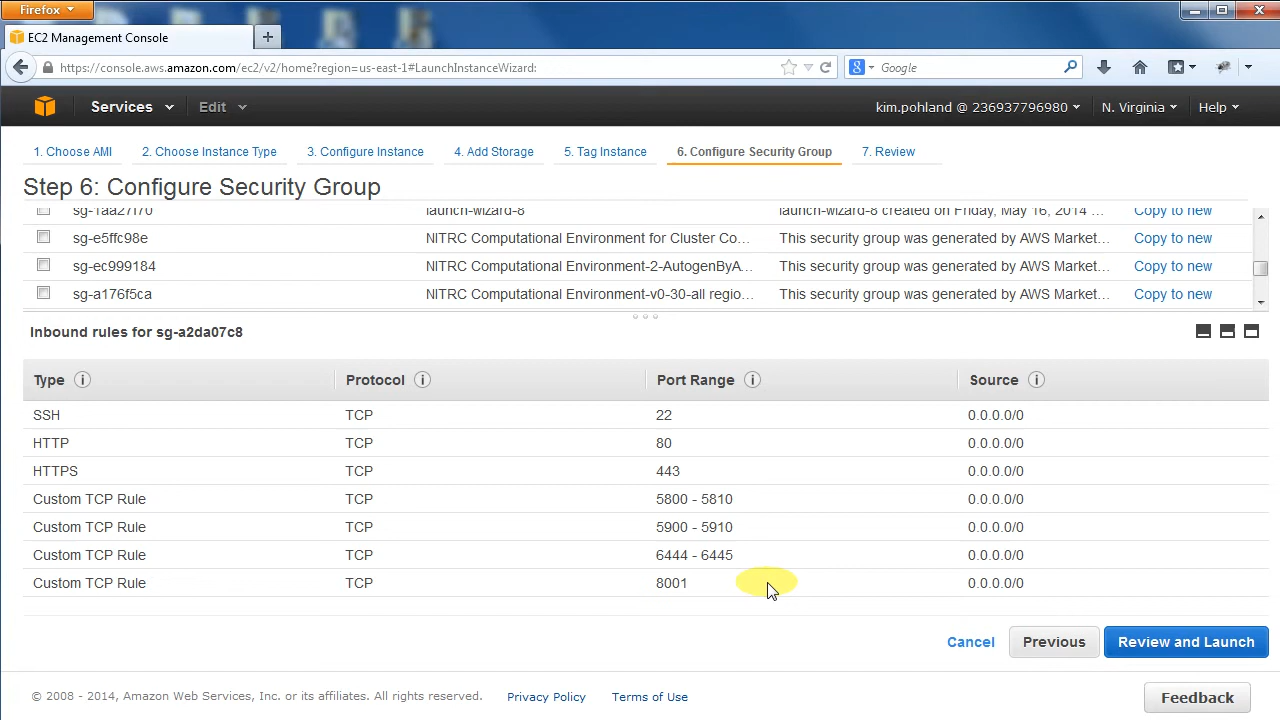 Firefox
EC2 Management Console
https://console.aws.amazon.com/ec2/v2/home?region=us-east-1#LaunchInstanceWizard:
Google
Services Edit kim.pohland @ 236937796980 N. Virginia Help
1. Choose AMI 2. Choose Instance Type 3. Configure Instance 4. Add Storage 5. Tag Instance 6. Configure Security Group 7. Review
Step 6: Configure Security Group
sg-1aa27f70 launch-wizard-8 launch-wizard-8 created on Friday, May 16, 2014 ... Copy to new
sg-e5ffc98e NITRC Computational Environment for Cluster Co... This security group was generated by AWS Market... Copy to new
sg-ec999184 NITRC Computational Environment-2-AutogenByA... This security group was generated by AWS Market... Copy to new
sg-a176f5ca NITRC Computational Environment-v0-30-all regio... This security group was generated by AWS Market... Copy to new
Inbound rules for sg-a2da07c8
Type Protocol Port Range Source
SSH TCP 22 0.0.0.0/0
HTTP TCP 80 0.0.0.0/0
HTTPS TCP 443 0.0.0.0/0
Custom TCP Rule TCP 5800 - 5810 0.0.0.0/0
Custom TCP Rule TCP 5900 - 5910 0.0.0.0/0
Custom TCP Rule TCP 6444 - 6445 0.0.0.0/0
Custom TCP Rule TCP 8001 0.0.0.0/0
Cancel Previous Review and Launch
© 2008 - 2014, Amazon Web Services, Inc. or its affiliates. All rights reserved. Privacy Policy Terms of Use Feedback